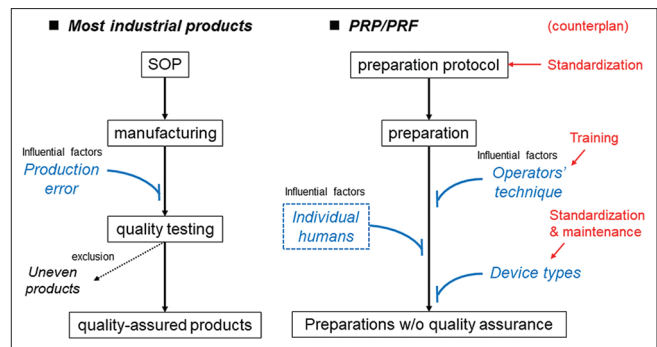 ■ Most industrial products
SOP
manufacturing
Influential factors
Production
error
quality testing
exclusion
Uneven
products
quality-assured products
■ PRP/PRF
(counterplan)
preparation protocol
Standardization
preparation
Training
Influential factors
Operators'
technique
Influential factors
Individual
humans
Standardization
& maintenance
Device types
Preparations w/o quality assurance